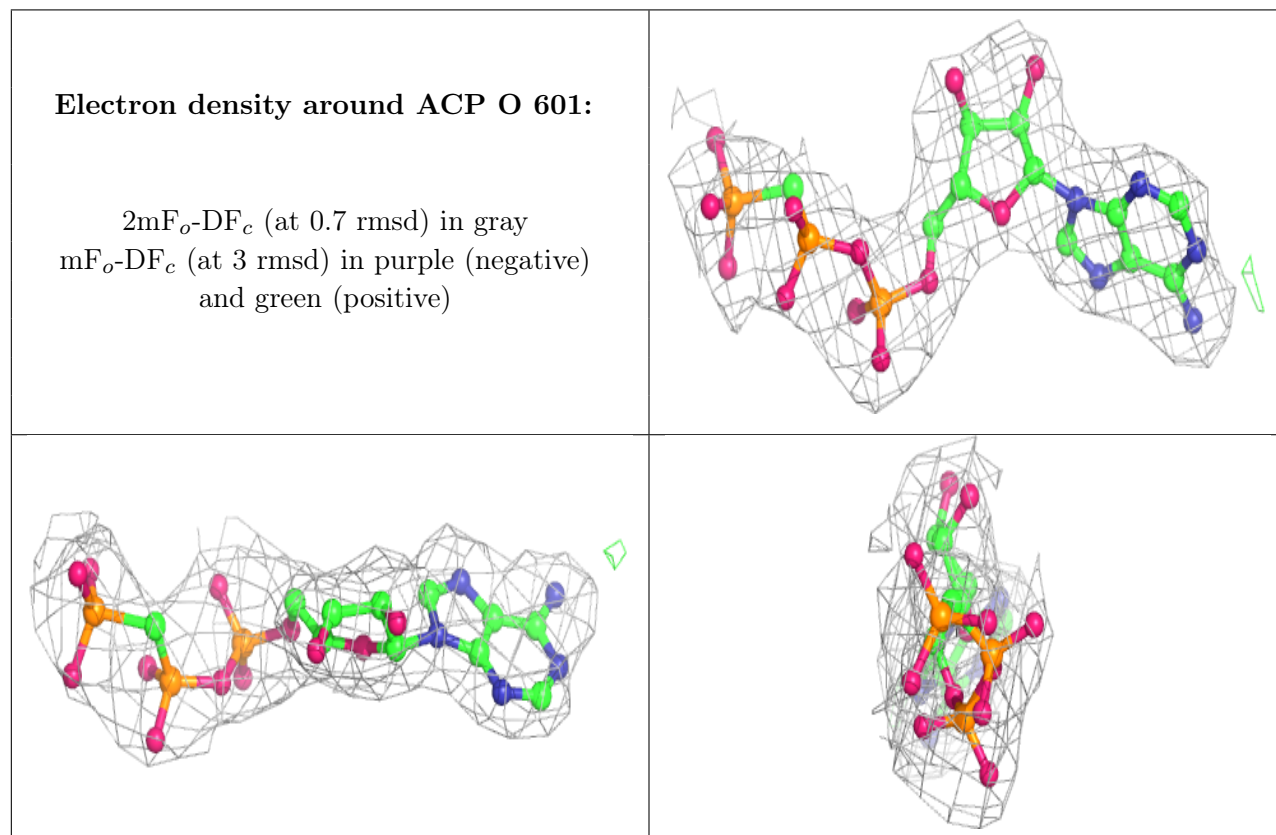 Electron density around ACP O 601:
2mFo-DFc (at 0.7 rmsd) in gray
mFo-DFc (at 3 rmsd) in purple (negative)
and green (positive)